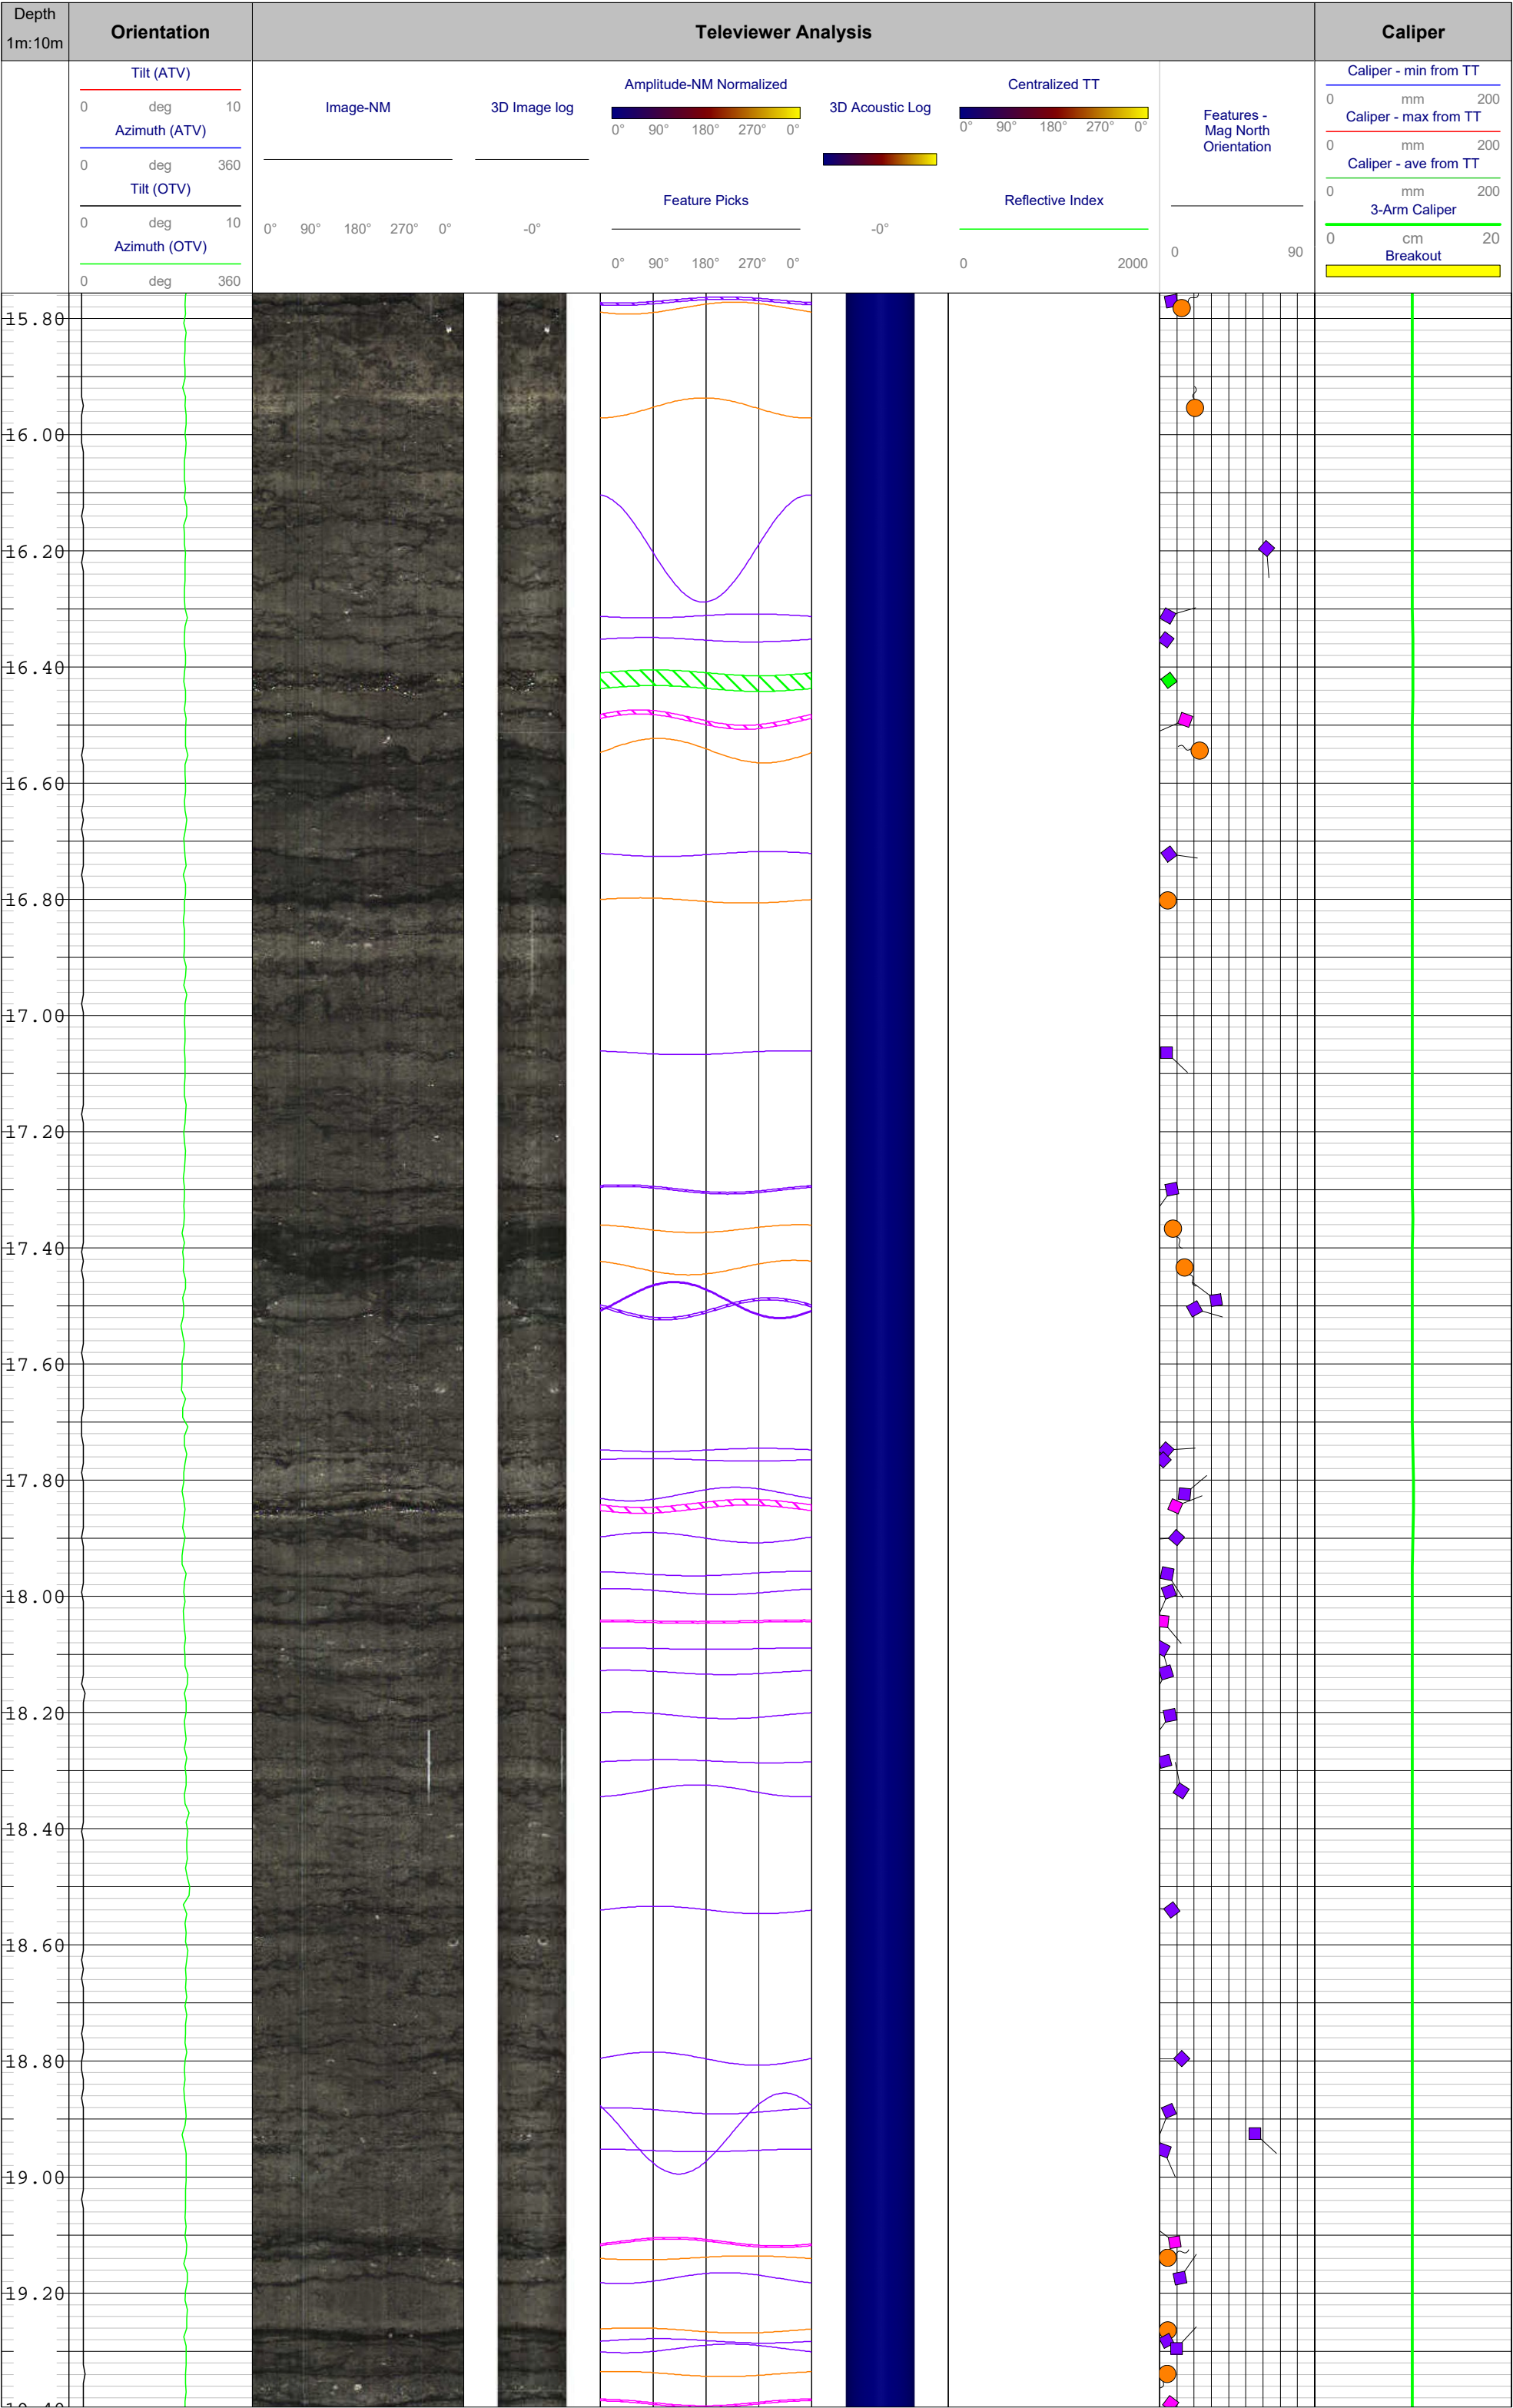 Depth
1m:10m
Orientation
Televiewer Analysis
Caliper
Tilt (ATV)
0 deg 10
Azimuth (ATV)
0 deg 360
Tilt (OTV)
0 deg 10
Azimuth (OTV)
0 deg 360
Image-NM
0° 90° 180° 270° 0°
3D Image log
-0°
Amplitude-NM Normalized
0° 90° 180° 270° 0°
Feature Picks
0° 90° 180° 270° 0°
3D Acoustic Log
-0°
Centralized TT
0° 90° 180° 270° 0°
Reflective Index
0 2000
Features -
Mag North
Orientation
0 90
Caliper - min from TT
0 mm 200
Caliper - max from TT
0 mm 200
Caliper - ave from TT
0 mm 200
3-Arm Caliper
0 cm 20
Breakout
15.80
16.00
16.20
16.40
16.60
16.80
17.00
17.20
17.40
17.60
17.80
18.00
18.20
18.40
18.60
18.80
19.00
19.20